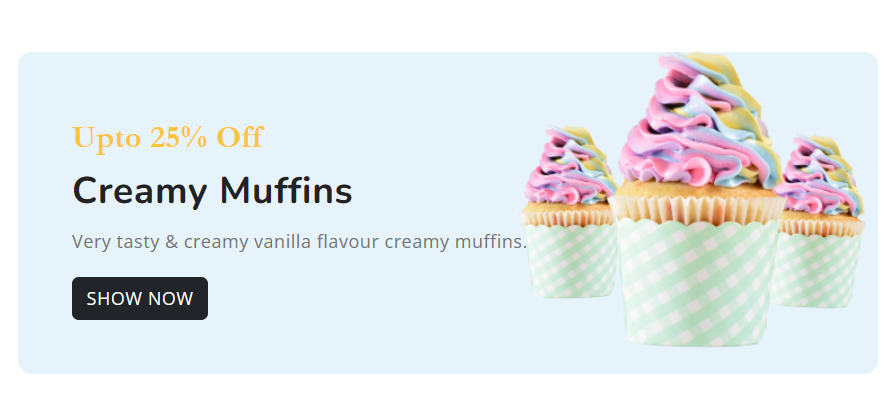 Upto 25% Off
Creamy Muffins
Very tasty & creamy vanilla flavour creamy muffins.
SHOW NOW